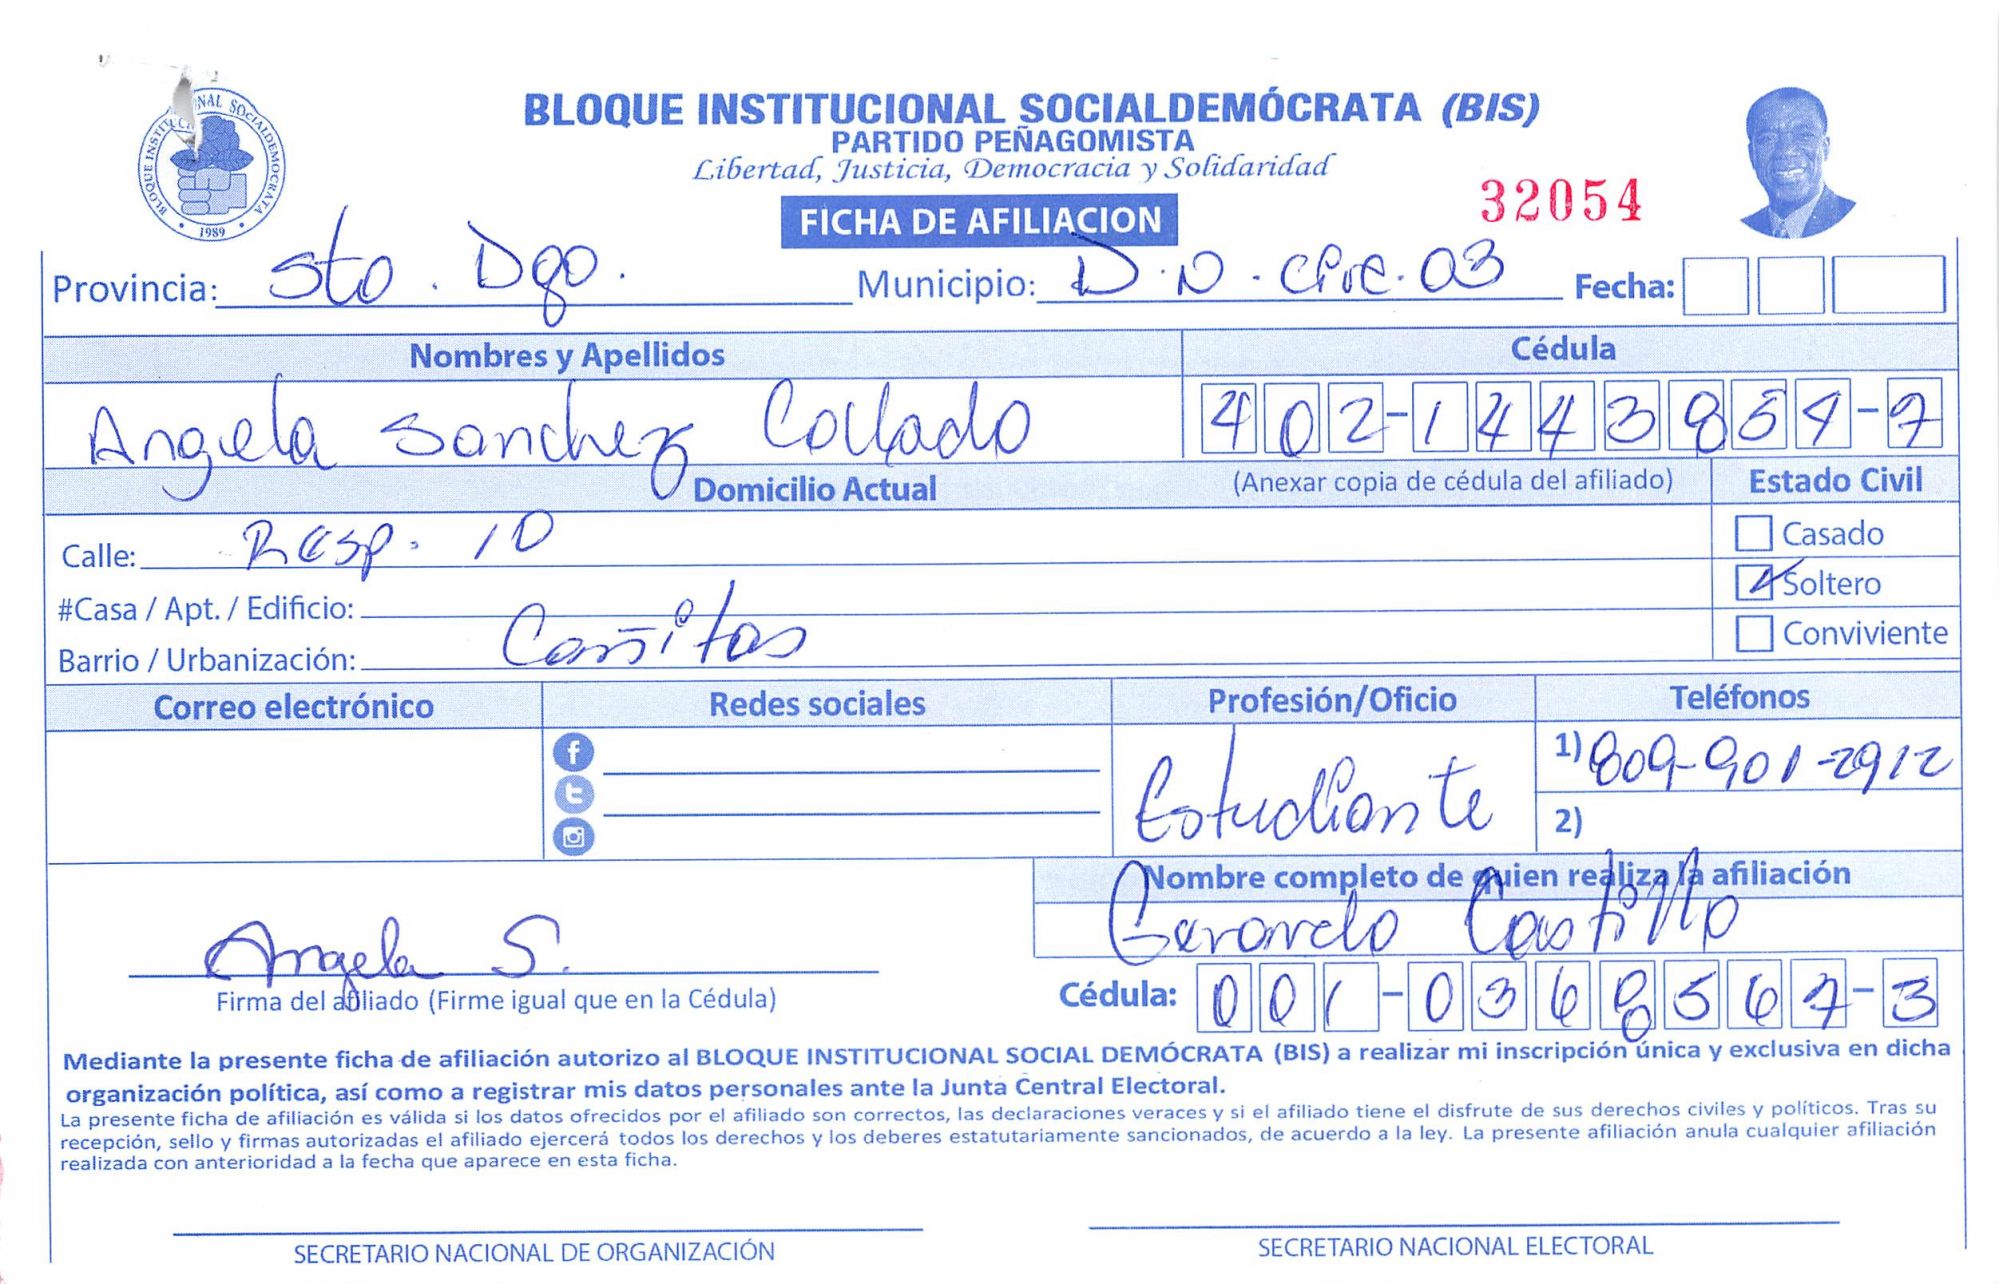 BLOQUE INSTITUCIONAL SOCIALDEMÓCRATA (BIS)
PARTIDO PEÑAGOMISTA
Libertad, Justicia, Democracia y Solidaridad
32054
FICHA DE AFILIACION
Provincia: Sto. Dgo. Municipio: D.N. Circ. 03 Fecha:
Nombres y Apellidos Cédula
Angela Sanchez Collado 402-1443854-7
Domicilio Actual (Anexar copia de cédula del afiliado) Estado Civil
Calle: Resp. 10 Casado
#Casa / Apt. / Edificio: Soltero
Barrio / Urbanización: Cañitas Conviviente
Correo electrónico Redes sociales Profesión/Oficio Teléfonos
Estudiante 1) 809-901-2912
2)
Nombre completo de quien realiza la afiliación
Gerardo Castillo
Angela S.
Firma del afiliado (Firme igual que en la Cédula) Cédula: 001-0368567-3
Mediante la presente ficha de afiliación autorizo al BLOQUE INSTITUCIONAL SOCIAL DEMÓCRATA (BIS) a realizar mi inscripción única y exclusiva en dicha
organización política, así como a registrar mis datos personales ante la Junta Central Electoral.
La presente ficha de afiliación es válida si los datos ofrecidos por el afiliado son correctos, las declaraciones veraces y si el afiliado tiene el disfrute de sus derechos civiles y políticos. Tras su
recepción, sello y firmas autorizadas el afiliado ejercerá todos los derechos y los deberes estatutariamente sancionados, de acuerdo a la ley. La presente afiliación anula cualquier afiliación
realizada con anterioridad a la fecha que aparece en esta ficha.
SECRETARIO NACIONAL DE ORGANIZACIÓN SECRETARIO NACIONAL ELECTORAL